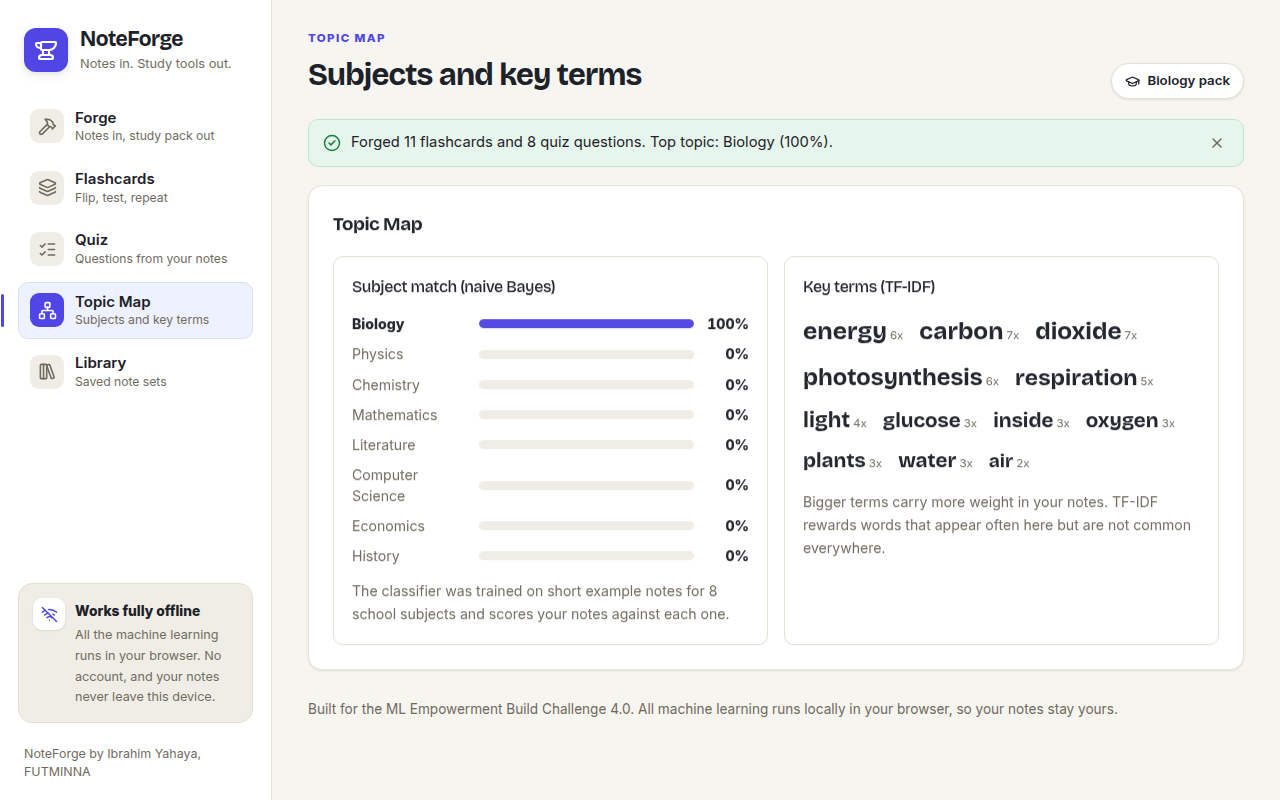 NoteForge
Notes in. Study tools out.
Forge
Notes in, study pack out
Flashcards
Flip, test, repeat
Quiz
Questions from your notes
Topic Map
Subjects and key terms
Library
Saved note sets
Works fully offline
All the machine learning
runs in your browser. No
account, and your notes
never leave this device.
NoteForge by Ibrahim Yahaya,
FUTMINNA
TOPIC MAP
Subjects and key terms
Biology pack
Forged 11 flashcards and 8 quiz questions. Top topic: Biology (100%).
Topic Map
Subject match (naive Bayes)
Biology 100%
Physics 0%
Chemistry 0%
Mathematics 0%
Literature 0%
Computer
Science 0%
Economics 0%
History 0%
The classifier was trained on short example notes for 8
school subjects and scores your notes against each one.
Key terms (TF-IDF)
energy 6x carbon 7x dioxide 7x
photosynthesis 6x respiration 5x
light 4x glucose 3x inside 3x oxygen 3x
plants 3x water 3x air 2x
Bigger terms carry more weight in your notes. TF-IDF
rewards words that appear often here but are not common
everywhere.
Built for the ML Empowerment Build Challenge 4.0. All machine learning runs locally in your browser, so your notes stay yours.